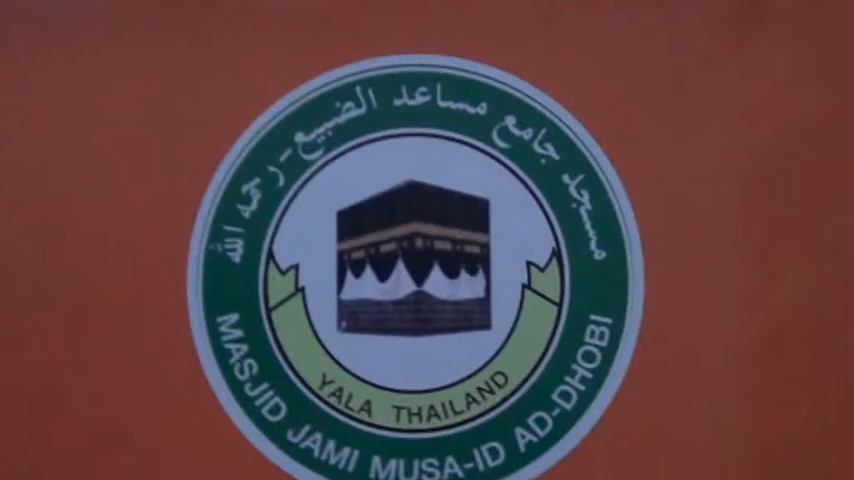 مسجد جامع مساعد الضبيع - رحمه الله
YALA THAILAND
MASJID JAMI MUSA-ID AD-DHOBI